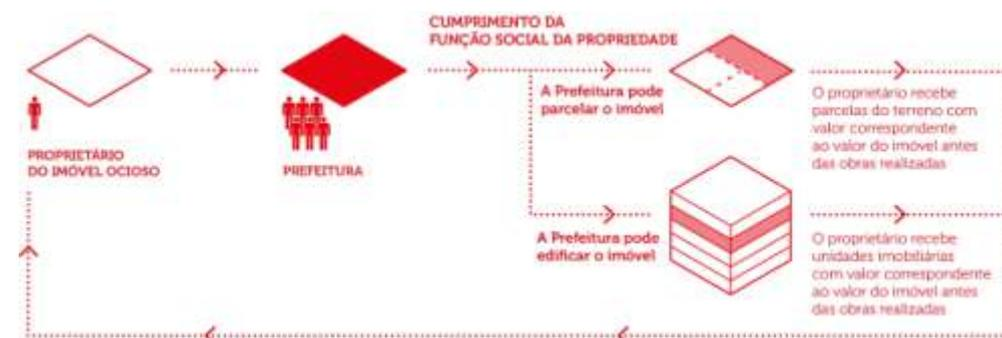 CUMPRIMENTO DA
FUNÇÃO SOCIAL DA PROPRIEDADE
PROPRIETÁRIO
DO IMÓVEL OCIOSO
PREFEITURA
A Prefeitura pode
parcelar o imóvel
O proprietário recebe
parcelas do terreno com
valor correspondente
ao valor do imóvel antes
das obras realizadas
A Prefeitura pode
edificar o imóvel
O proprietário recebe
unidades imobiliárias
com valor correspondente
ao valor do imóvel antes
das obras realizadas